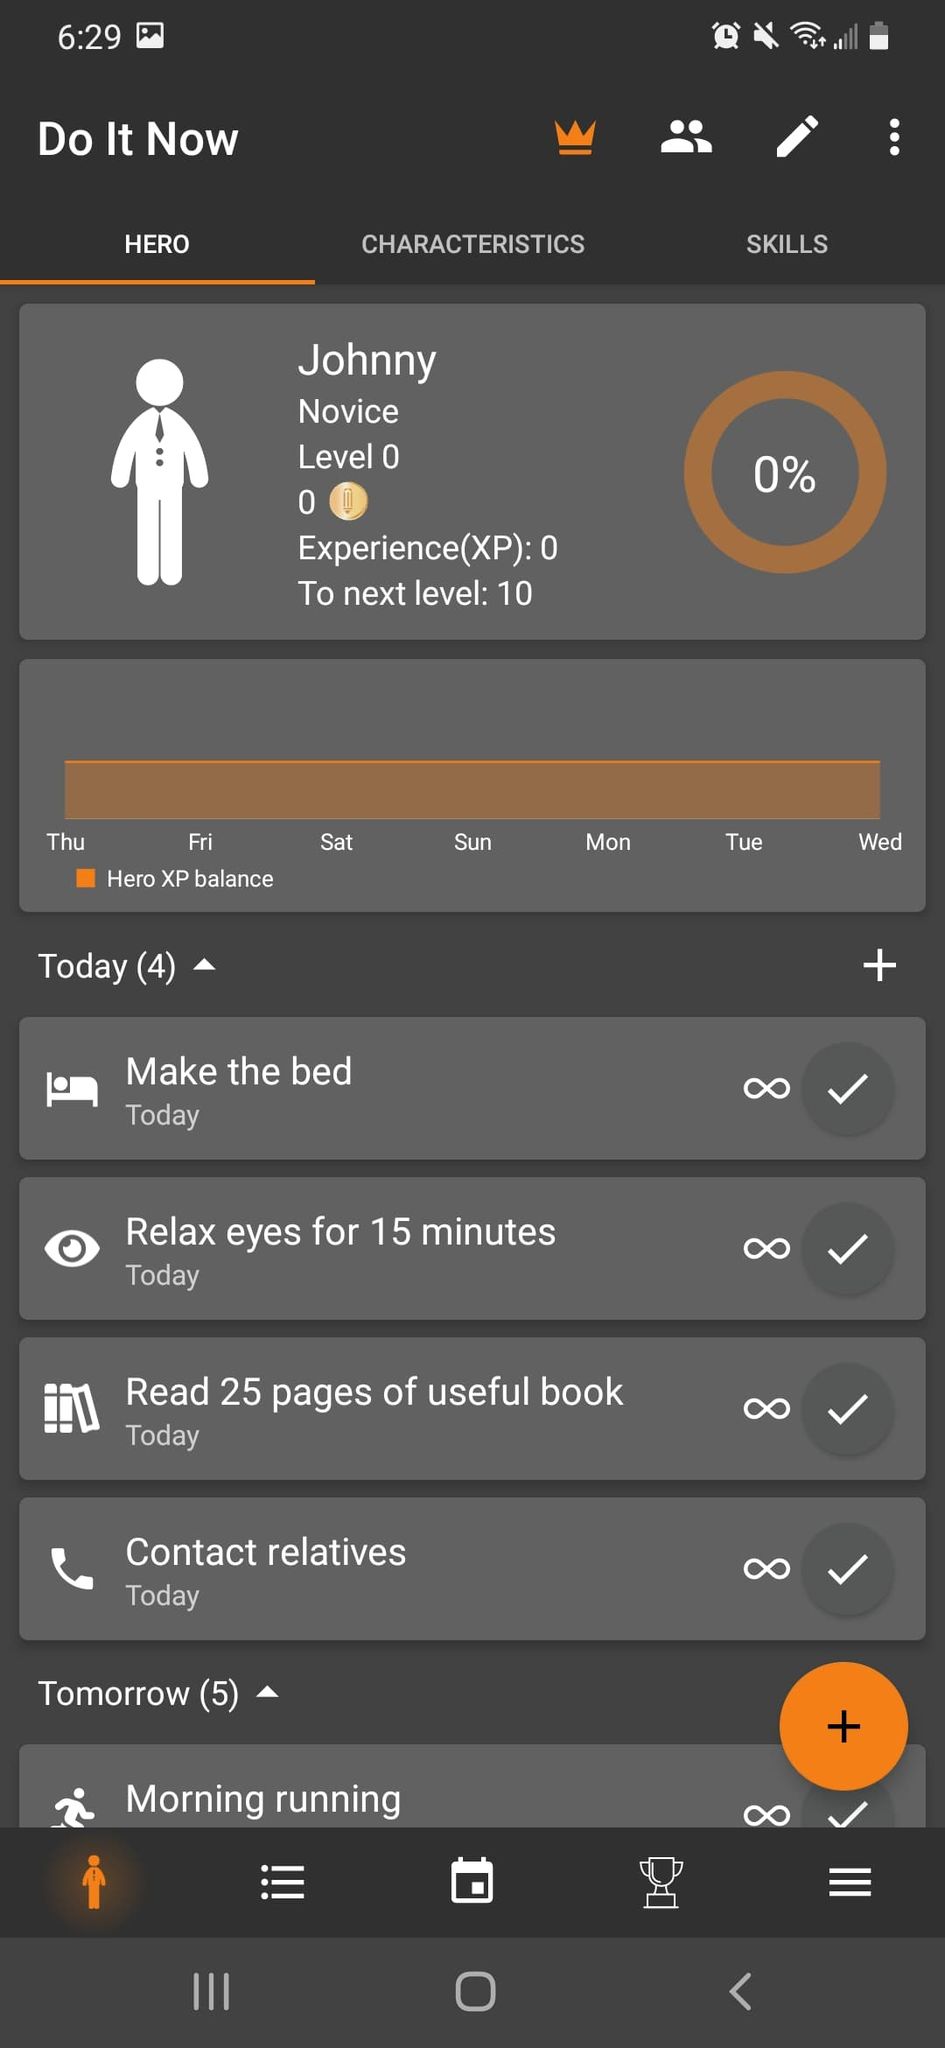 6:29
Do It Now
HERO CHARACTERISTICS SKILLS
Johnny
Novice
Level 0
0
Experience(XP): 0
To next level: 10
0%
Thu Fri Sat Sun Mon Tue Wed
Hero XP balance
Today (4)
Make the bed
Today
Relax eyes for 15 minutes
Today
Read 25 pages of useful book
Today
Contact relatives
Today
Tomorrow (5)
Morning running